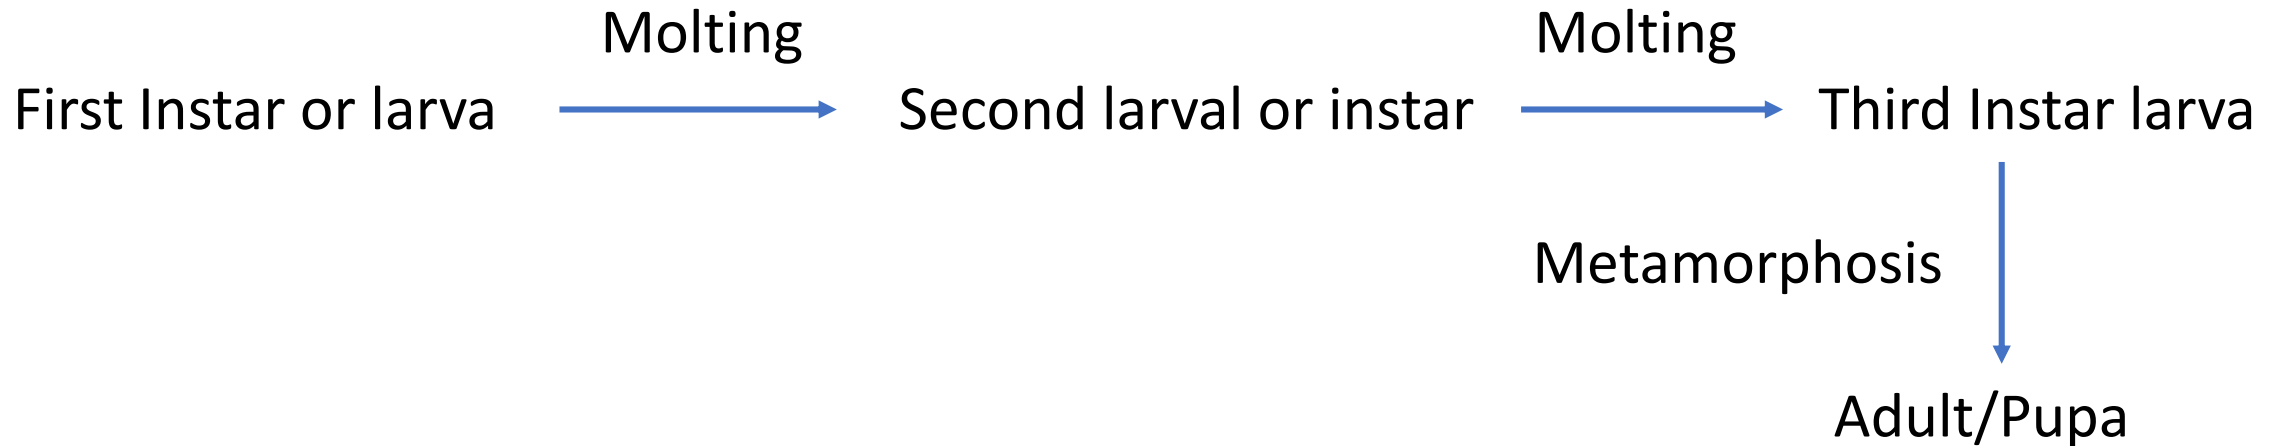 Molting
Molting
First Instar or larva
Second larval or instar
Third Instar larva
Metamorphosis
Adult/Pupa